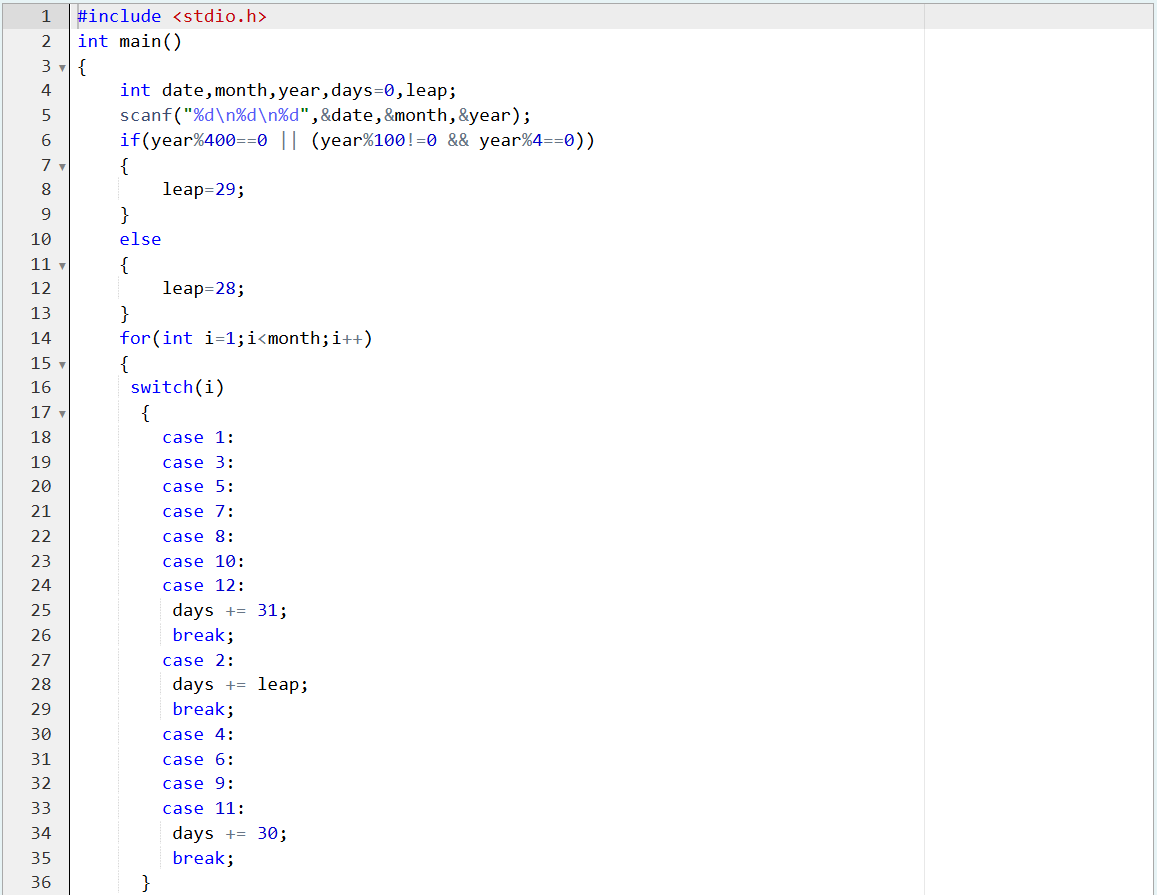 1 #include <stdio.h>
2 int main()
3 {
4 int date,month,year,days=0,leap;
5 scanf("%d\n%d\n%d",&date,&month,&year);
6 if(year%400==0 || (year%100!=0 && year%4==0))
7 {
8 leap=29;
9 }
10 else
11 {
12 leap=28;
13 }
14 for(int i=1;i<month;i++)
15 {
16 switch(i)
17 {
18 case 1:
19 case 3:
20 case 5:
21 case 7:
22 case 8:
23 case 10:
24 case 12:
25 days += 31;
26 break;
27 case 2:
28 days += leap;
29 break;
30 case 4:
31 case 6:
32 case 9:
33 case 11:
34 days += 30;
35 break;
36 }